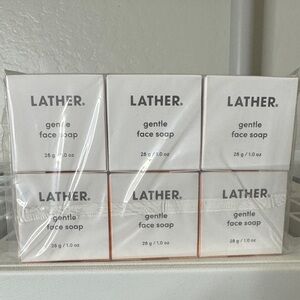 LATHER. LATHER. LATHER.
gentle gentle gentle
face soap face soap face soap
28 g / 1.0 oz 28 g / 1.0 oz 28 g / 1.0 oz
LATHER. LATHER. LATHER.
gentle gentle gentle
face soap face soap face soap
28 g / 1.0 oz 28 g / 1.0 oz 28 g / 1.0 oz